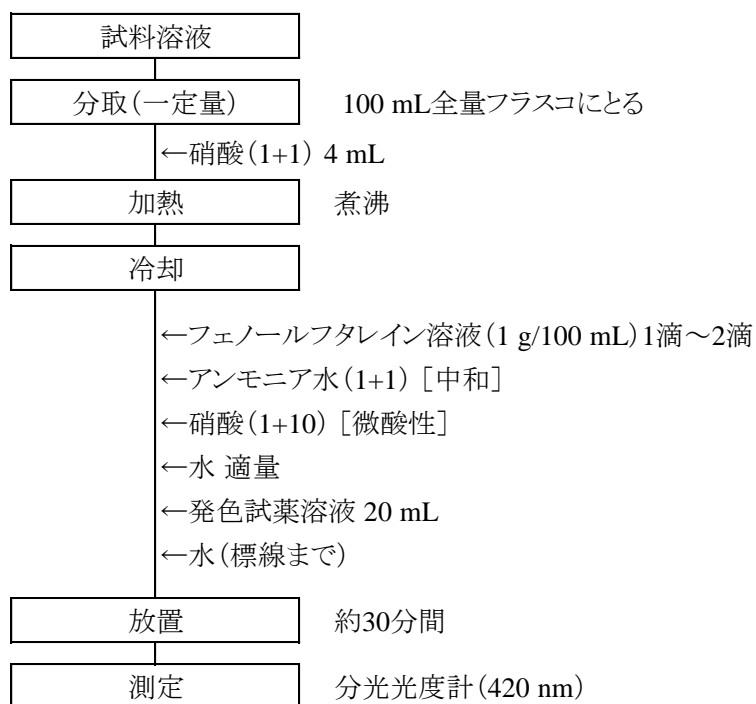 試料溶液
分取(一定量) 100 mL全量フラスコにとる
←硝酸(1+1) 4 mL
加熱 煮沸
冷却
←フェノールフタレイン溶液(1 g/100 mL)1滴～2滴
←アンモニア水(1+1) [中和]
←硝酸(1+10) [微酸性]
←水 適量
←発色試薬溶液 20 mL
←水(標線まで)
放置 約30分間
測定 分光光度計(420 nm)